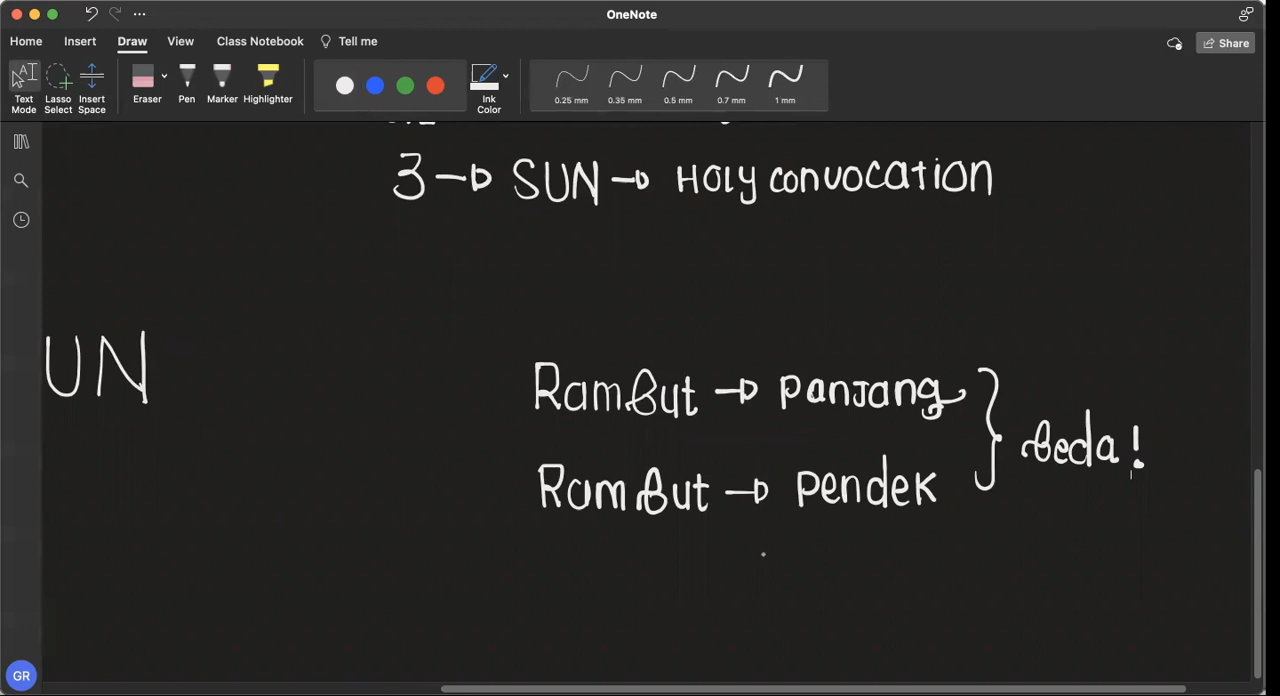 OneNote
Home Insert Draw View Class Notebook Tell me
Share
Text Mode
Lasso Select
Insert Space
Eraser
Pen
Marker
Highlighter
Ink Color
0.25 mm 0.35 mm 0.5 mm 0.7 mm 1 mm
3 → SUN → Holy convocation
UN
Rambut → Panjang
beda!
Rambut → Pendek
GR